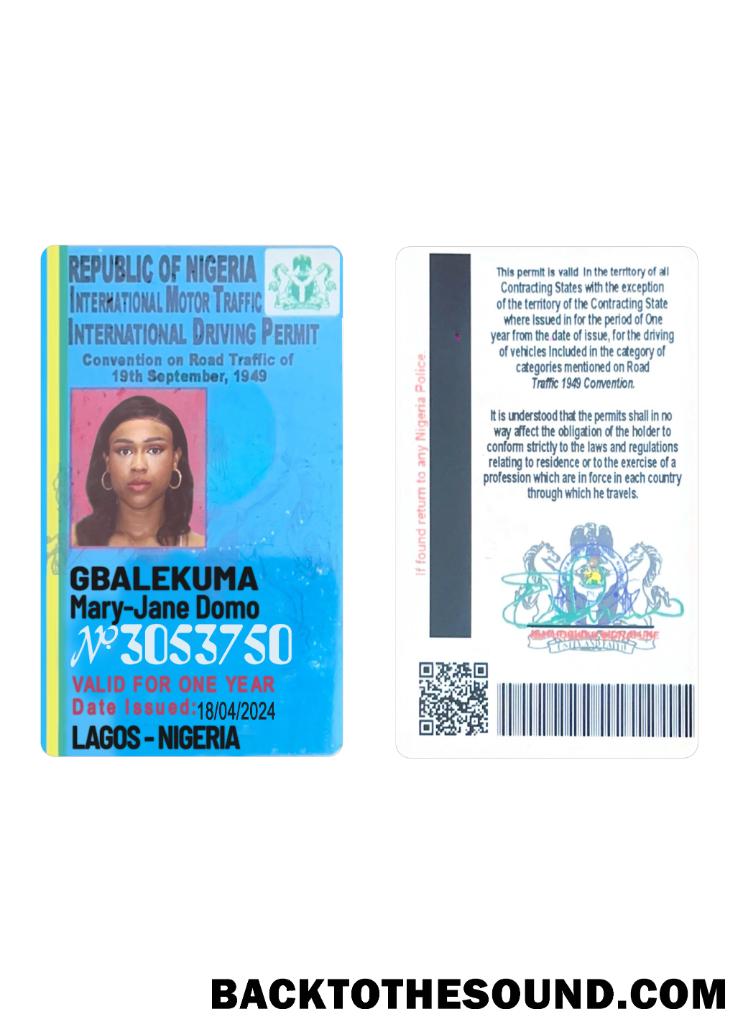 REPUBLIC OF NIGERIA
INTERNATIONAL MOTOR TRAFFIC
INTERNATIONAL DRIVING PERMIT
Convention on Road Traffic of
19th September, 1949
GBALEKUMA
Mary-Jane Domo
Nº 3053750
VALID FOR ONE YEAR
Date Issued:18/04/2024
LAGOS - NIGERIA
If found return to any Nigeria Police
This permit is valid In the territory of all
Contracting States with the exception
of the territory of the Contracting State
where Issued in for the period of One
year from the date of issue, for the driving
of vehicles Included in the category of
categories mentioned on Road
Traffic 1949 Convention.
It is understood that the permits shall in no
way affect the obligation of the holder to
conform strictly to the laws and regulations
relating to residence or to the exercise of a
profession which are in force in each country
through which he travels.
BACKTOTHESOUND.COM